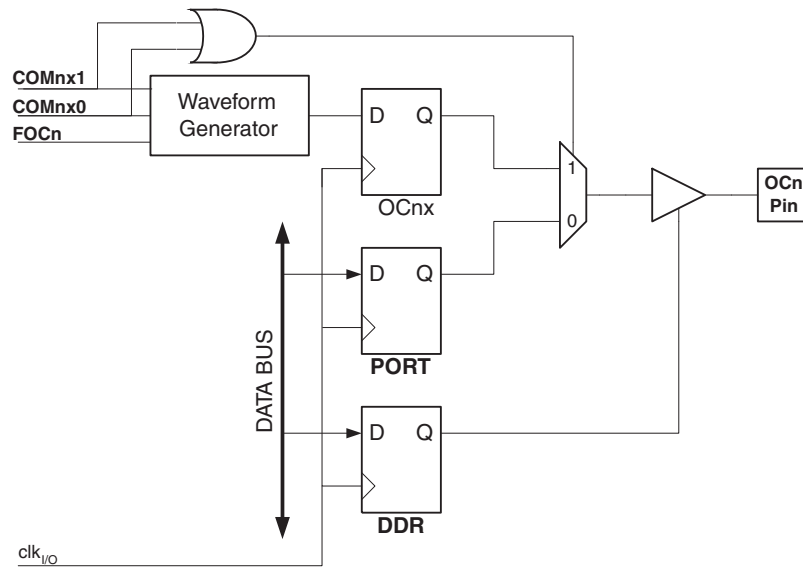 COMnx1
COMnx0
FOCn
Waveform
Generator
D Q
OCnx
1
0
OCn
Pin
D Q
PORT
DATA BUS
D Q
DDR
clkI/O